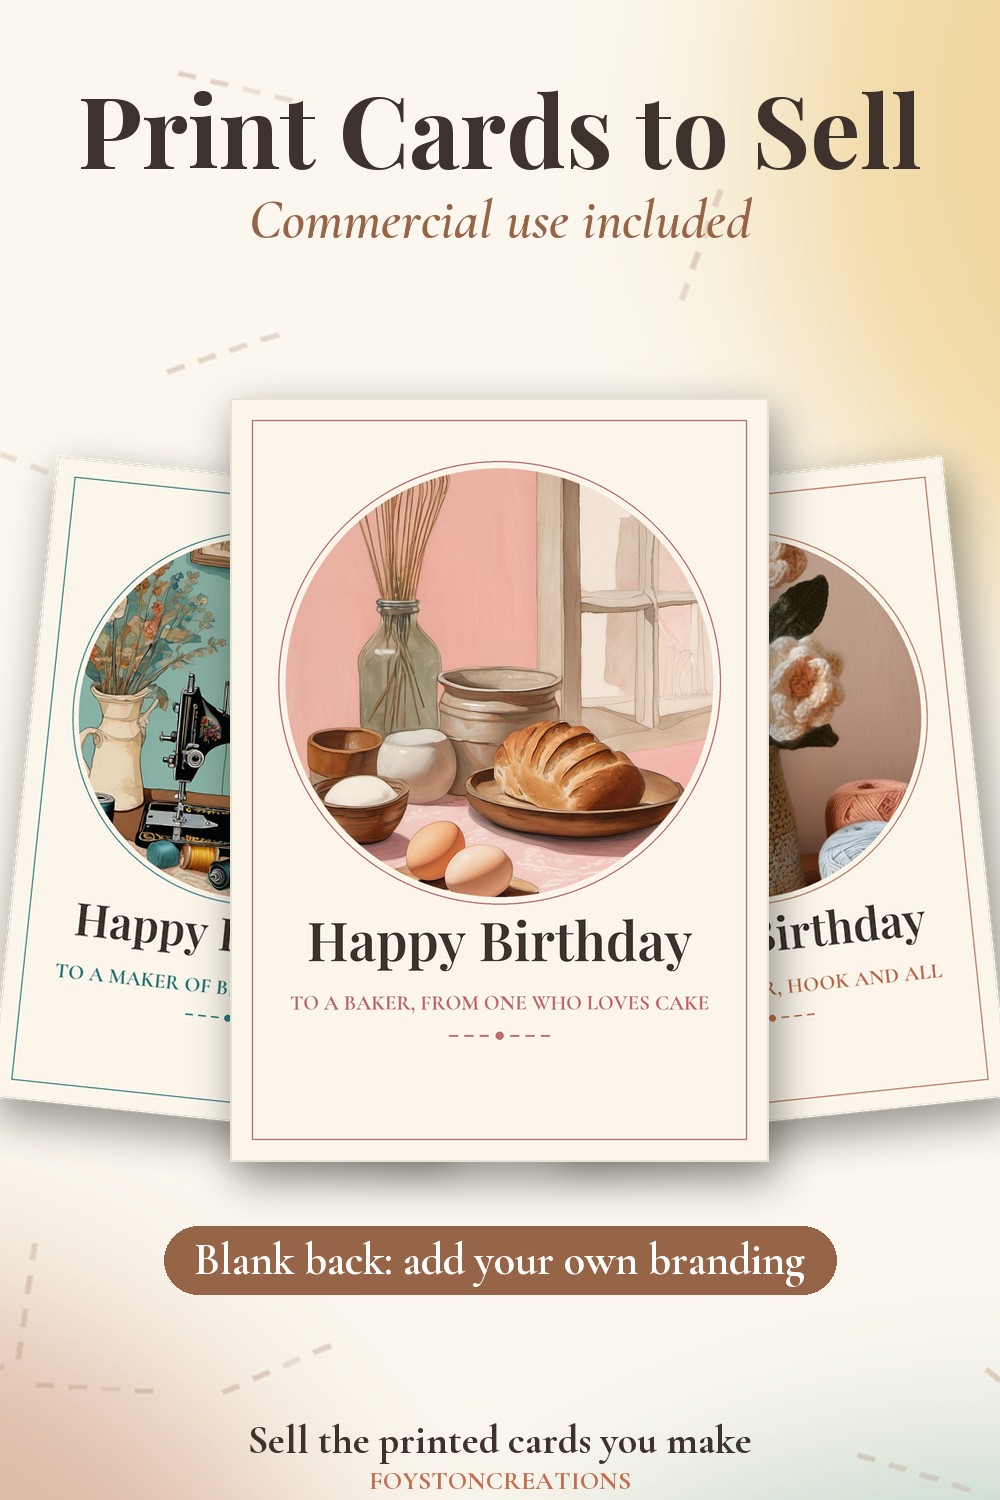 Print Cards to Sell
Commercial use included
Happy
TO A MAKER OF
Happy Birthday
TO A BAKER, FROM ONE WHO LOVES CAKE
Birthday
HOOK AND ALL
Blank back: add your own branding
Sell the printed cards you make
FOYSTONCREATIONS